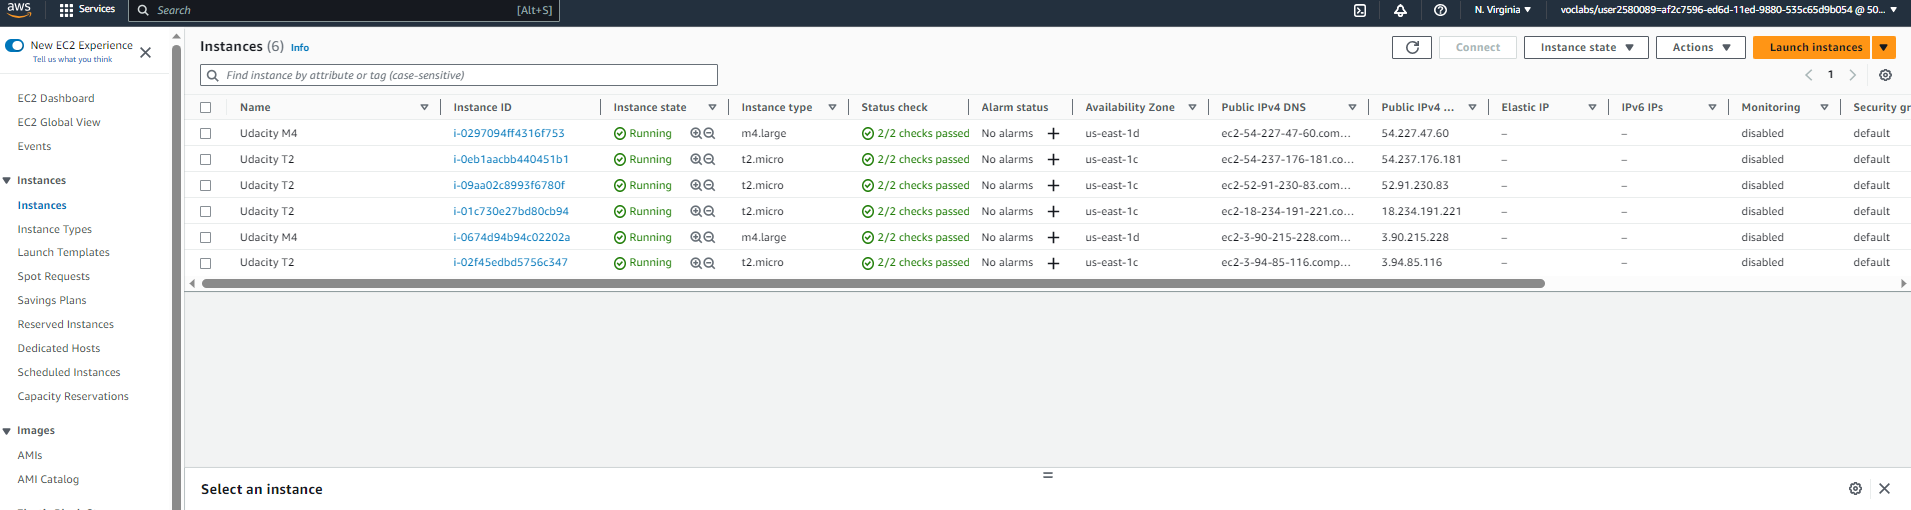 aws Services Search [Alt+S] N. Virginia voclabs/user2580089=af2c7596-ed6d-11ed-9880-535c65d9b054 @ 50...
New EC2 Experience
Tell us what you think
EC2 Dashboard
EC2 Global View
Events
Instances
Instances
Instance Types
Launch Templates
Spot Requests
Savings Plans
Reserved Instances
Dedicated Hosts
Scheduled Instances
Capacity Reservations
Images
AMIs
AMI Catalog
Instances (6) Info
Connect Instance state Actions Launch instances
Find instance by attribute or tag (case-sensitive) 1
Name Instance ID Instance state Instance type Status check Alarm status Availability Zone Public IPv4 DNS Public IPv4 ... Elastic IP IPv6 IPs Monitoring Security gr
Udacity M4 i-0297094ff4316f753 Running m4.large 2/2 checks passed No alarms + us-east-1d ec2-54-227-47-60.com... 54.227.47.60 – – disabled default
Udacity T2 i-0eb1aacbb440451b1 Running t2.micro 2/2 checks passed No alarms + us-east-1c ec2-54-237-176-181.co... 54.237.176.181 – – disabled default
Udacity T2 i-09aa02c8993f6780f Running t2.micro 2/2 checks passed No alarms + us-east-1c ec2-52-91-230-83.com... 52.91.230.83 – – disabled default
Udacity T2 i-01c730e27bd80cb94 Running t2.micro 2/2 checks passed No alarms + us-east-1c ec2-18-234-191-221.co... 18.234.191.221 – – disabled default
Udacity M4 i-0674d94b94c02202a Running m4.large 2/2 checks passed No alarms + us-east-1d ec2-3-90-215-228.com... 3.90.215.228 – – disabled default
Udacity T2 i-02f45edbd5756c347 Running t2.micro 2/2 checks passed No alarms + us-east-1c ec2-3-94-85-116.comp... 3.94.85.116 – – disabled default
Select an instance